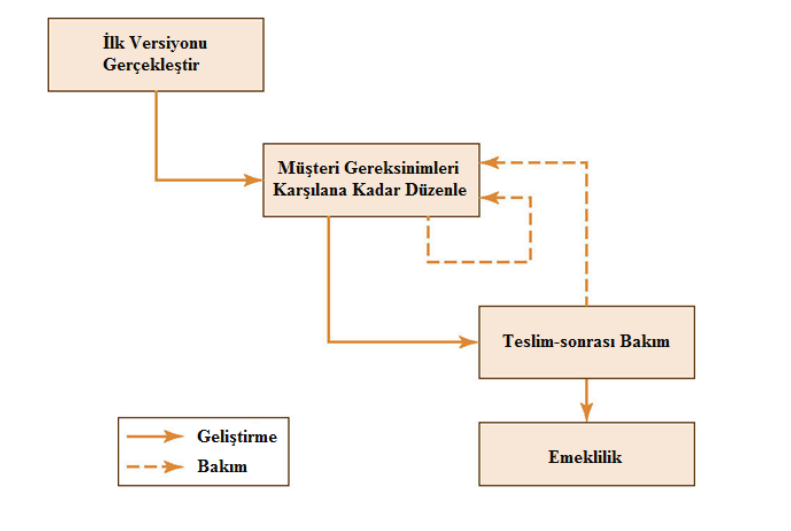 İlk Versiyonu
Gerçekleştir
Müşteri Gereksinimleri
Karşılana Kadar Düzenle
Teslim-sonrası Bakım
Geliştirme
Bakım
Emeklilik